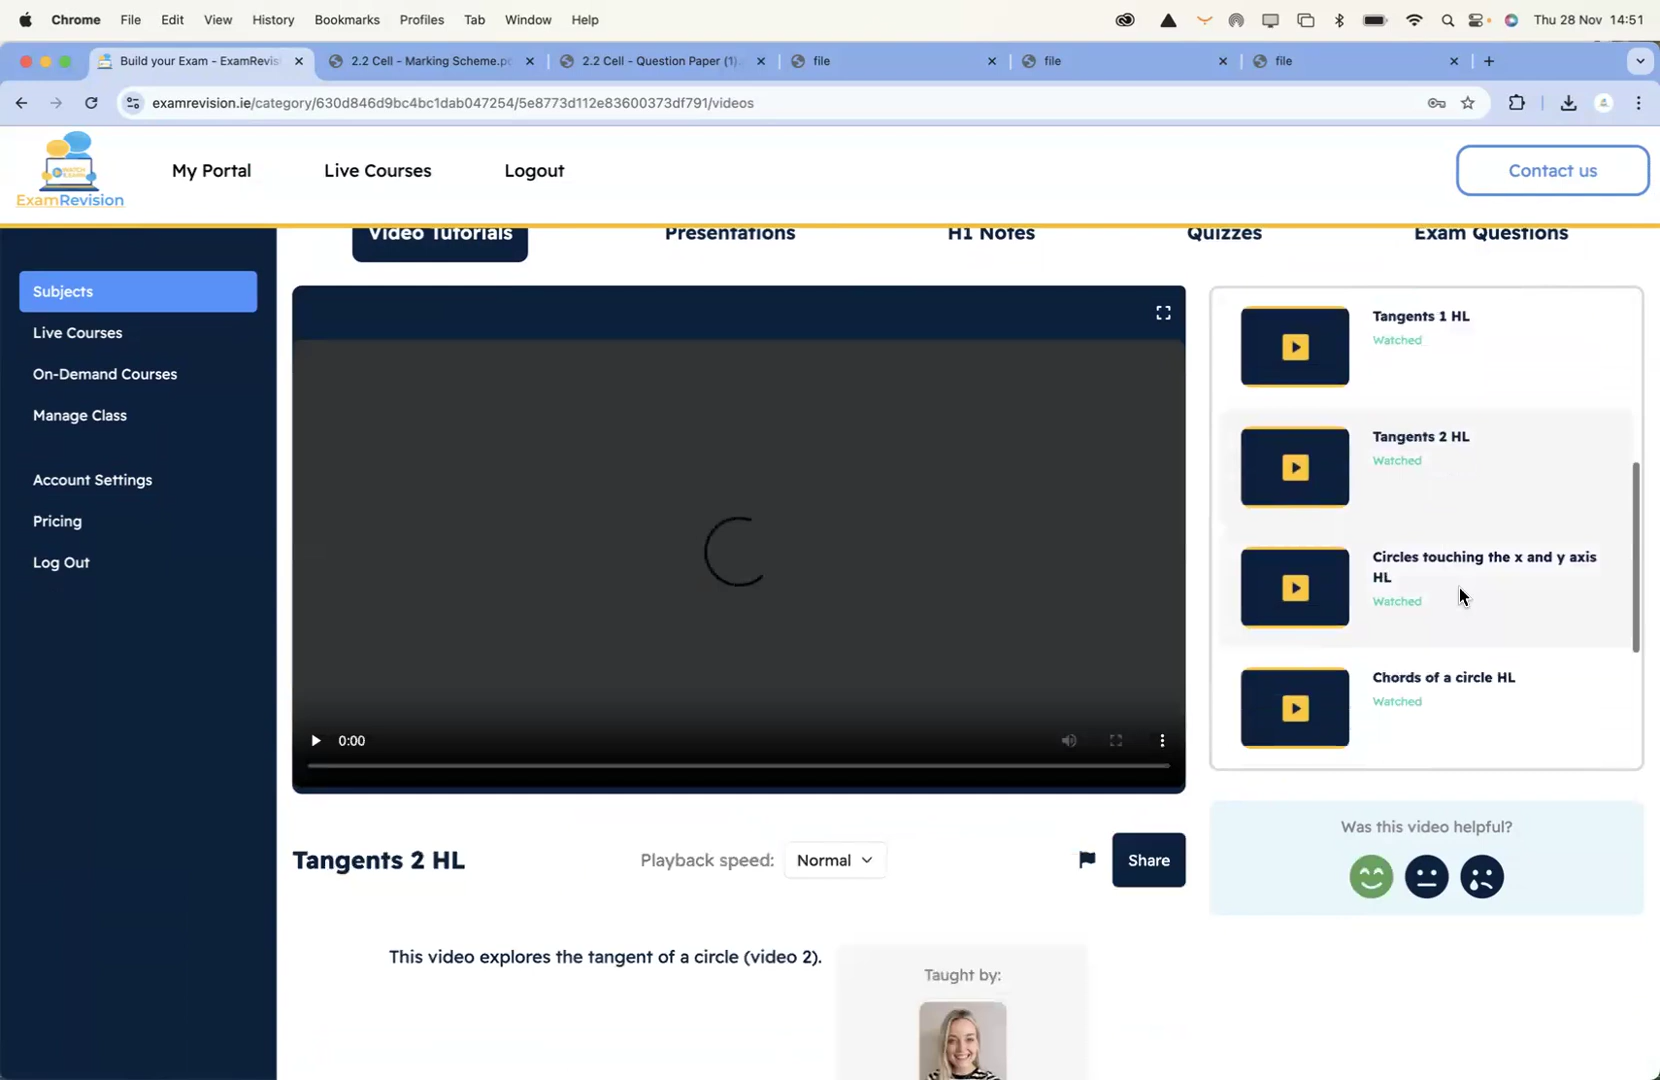 Chrome File Edit View History Bookmarks Profiles Tab Window Help Thu 28 Nov 14:51
Build your Exam - ExamRevis 2.2 Cell - Marking Scheme.p 2.2 Cell - Question Paper (1) file file file
examrevision.ie/category/630d846d9bc4bc1dab047254/5e8773d112e83600373df791/videos
ExamRevision
My Portal Live Courses Logout Contact us
Video Tutorials Presentations H1 Notes Quizzes Exam Questions
Subjects
Live Courses
On-Demand Courses
Manage Class
Account Settings
Pricing
Log Out
0:00
Tangents 1 HL
Watched
Tangents 2 HL
Watched
Circles touching the x and y axis
HL
Watched
Chords of a circle HL
Watched
Tangents 2 HL Playback speed: Normal Share
Was this video helpful?
This video explores the tangent of a circle (video 2).
Taught by: